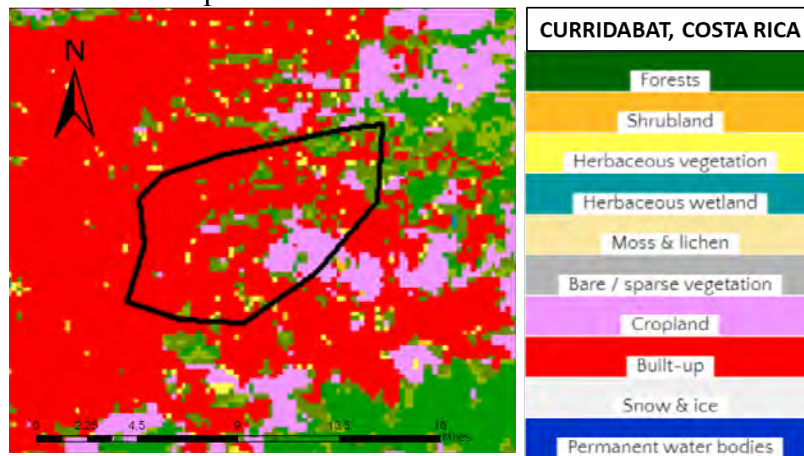 N
0 2.25 4.5 9 13.5 18
Miles
CURRIDABAT, COSTA RICA
Forests
Shrubland
Herbaceous vegetation
Herbaceous wetland
Moss & lichen
Bare / sparse vegetation
Cropland
Built-up
Snow & ice
Permanent water bodies